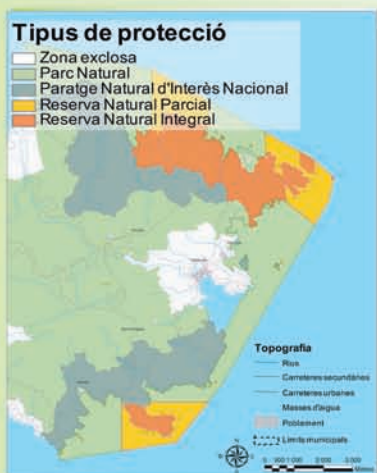 Tipus de protecció
Zona exclosa
Parc Natural
Paratge Natural d'Interès Nacional
Reserva Natural Parcial
Reserva Natural Integral
Topografia
Rius
Carreteres secundàries
Carreteres urbanes
Masses d'aigua
Poblement
Límits municipals
N